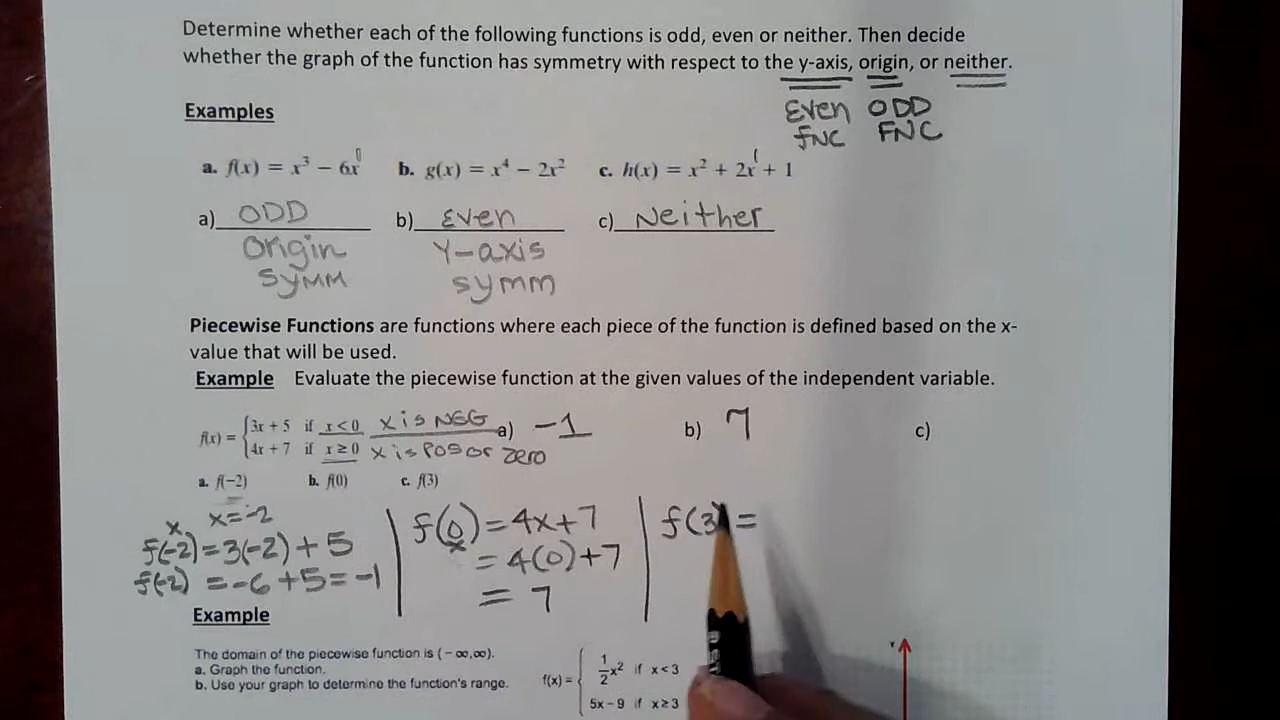 Determine whether each of the following functions is odd, even or neither. Then decide
whether the graph of the function has symmetry with respect to the y-axis, origin, or neither.
Even ODD
fNC FNC
Examples
a. f(x) = x³ − 6x b. g(x) = x⁴ − 2x² c. h(x) = x² + 2x¹ + 1
a) ODD b) Even c) Neither
Origin Y-axis
SYMM symm
Piecewise Functions are functions where each piece of the function is defined based on the x-
value that will be used.
Example Evaluate the piecewise function at the given values of the independent variable.
f(x) = { 3x + 5 if x < 0 x is NEG a) -1 b) 7 c)
4x + 7 if x ≥ 0 x is Pos or zero
a. f(−2) b. f(0) c. f(3)
x=-2
x
f(-2)=3(-2)+5 f(0)=4x+7 f(3)=
x =4(0)+7
f(-2) =-6+5=-1 = 7
Example
The domain of the piecewise function is (−∞,∞).
a. Graph the function.
b. Use your graph to determine the function's range.
f(x) = { 1/2 x² if x < 3
5x − 9 if x ≥ 3
Y